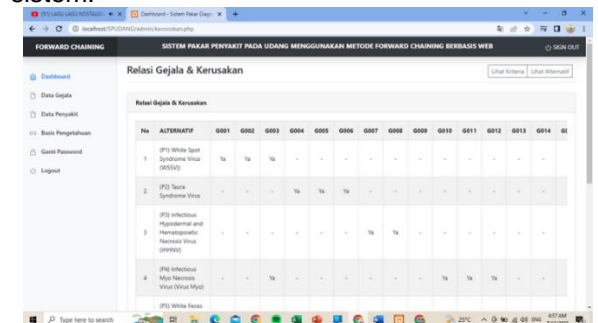 sistem.
Dashboard - Sistem Pakar Diagn
localhost/SPUDANG/admin/kecocokan.php
FORWARD CHAINING
SISTEM PAKAR PENYAKIT PADA UDANG MENGGUNAKAN METODE FORWARD CHAINING BERBASIS WEB
SIGN OUT
Dashboard
Data Gejala
Data Penyakit
Basis Pengetahuan
Ganti Password
Logout
Relasi Gejala & Kerusakan
Lihat Kriteria Lihat Alternatif
Relasi Gejala & Kerusakan
No ALTERNATIF G001 G002 G003 G004 G005 G006 G007 G008 G009 G010 G011 G012 G013 G014
1 (P1) White Spot Syndrome Virus (WSSV) Ya Ya Ya - - - - - - - - - - -
2 (P2) Taura Syndrome Virus - - - Ya Ya Ya - - - - - - - -
3 (P3) Infectious Hypodermal and Hematopoietic Necrosis Virus (IHHNV) - - - - - - Ya Ya - - - - - -
4 (P4) Infectious Myo Necrosis Virus (Virus Myo) - - Ya - - - - - - Ya Ya Ya - -
(P5) White Feces
Type here to search
25°C
ENG
4:57 AM